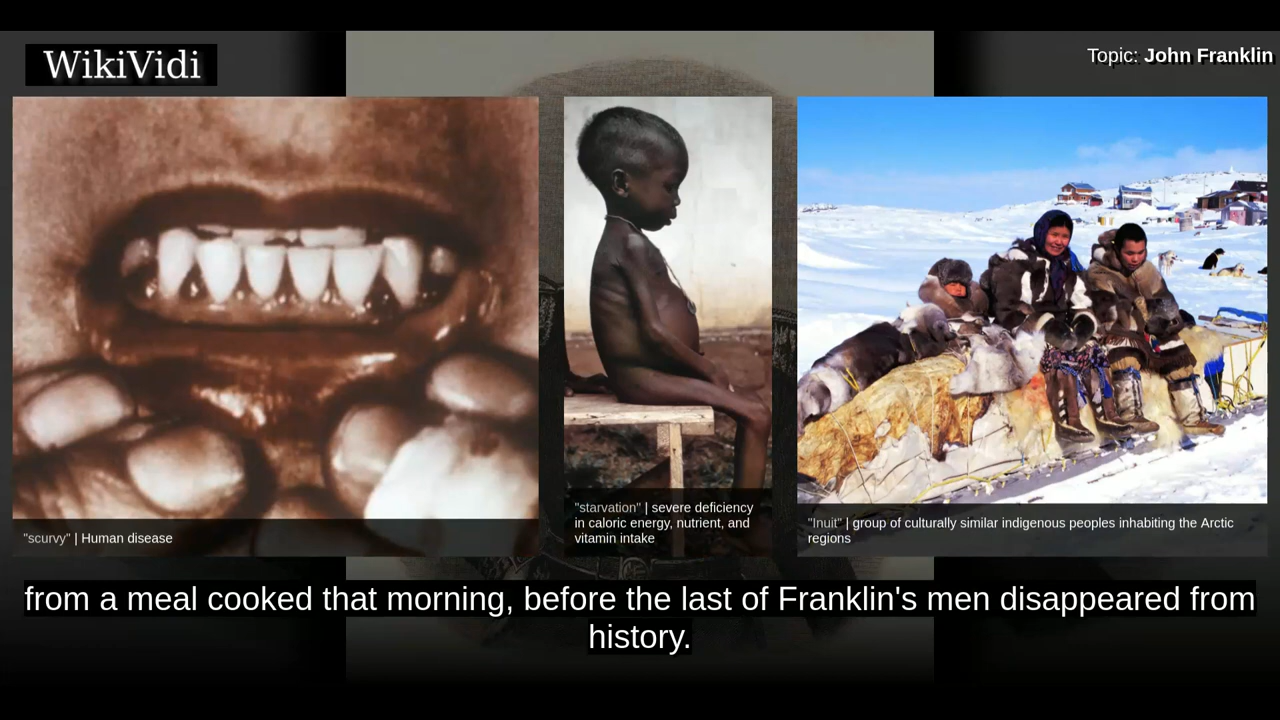 WikiVidi
Topic: John Franklin
"scurvy" | Human disease
"starvation" | severe deficiency
in caloric energy, nutrient, and
vitamin intake
"Inuit" | group of culturally similar indigenous peoples inhabiting the Arctic
regions
from a meal cooked that morning, before the last of Franklin's men disappeared from
history.